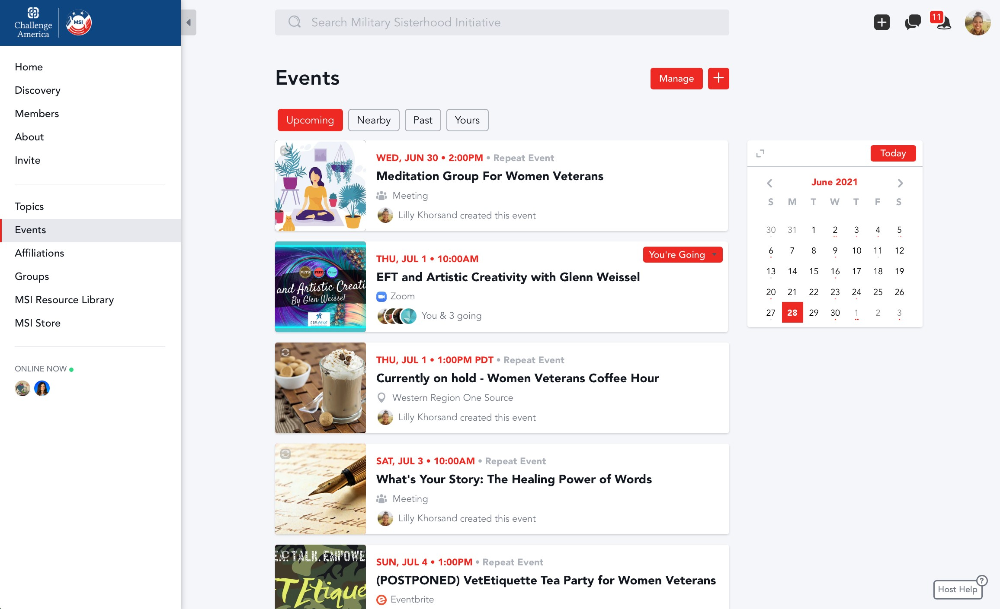 Challenge
America
MSI
Search Military Sisterhood Initiative
11
Home
Discovery
Members
About
Invite
Topics
Events
Affiliations
Groups
MSI Resource Library
MSI Store
ONLINE NOW
Events
Manage
Upcoming
Nearby
Past
Yours
WED, JUN 30 • 2:00PM • Repeat Event
Meditation Group For Women Veterans
Meeting
Lilly Khorsand created this event
VETS FREE Virtual
and Artistic Creati
By Glen Weissel
CRVARTS
THU, JUL 1 • 10:00AM
You're Going
EFT and Artistic Creativity with Glenn Weissel
Zoom
You & 3 going
THU, JUL 1 • 1:00PM PDT • Repeat Event
Currently on hold - Women Veterans Coffee Hour
Western Region One Source
Lilly Khorsand created this event
SAT, JUL 3 • 10:00AM • Repeat Event
What's Your Story: The Healing Power of Words
Meeting
Lilly Khorsand created this event
EA. TALK. EMPOWE
TEtique
SUN, JUL 4 • 1:00PM • Repeat Event
(POSTPONED) VetEtiquette Tea Party for Women Veterans
Eventbrite
Today
June 2021
S M T W T F S
30 31 1 2 3 4 5
6 7 8 9 10 11 12
13 14 15 16 17 18 19
20 21 22 23 24 25 26
27 28 29 30 1 2 3
Host Help
?